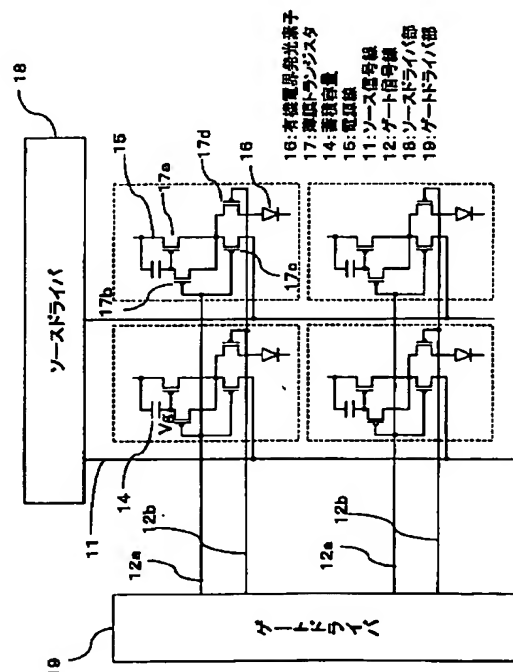 18
ソースドライバ
15
17a
17d
16
17b
17c
14
11
12a
12b
12a
12b
ゲートドライバ
19
16:有機電界発光素子
17:薄膜トランジスタ
14:蓄積容量
15:電源線
11:ソース信号線
12:ゲート信号線
18:ソースドライバ部
19:ゲートドライバ部